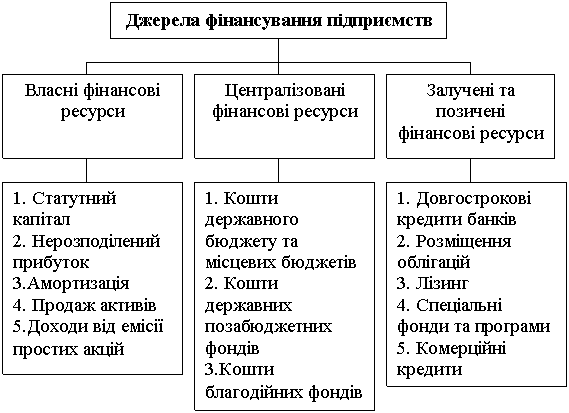 Джерела фінансування підприємств
Власні фінансові
ресурси
Централізовані
фінансові ресурси
Залучені та
позичені
фінансові ресурси
1. Статутний
капітал
2. Нерозподілений
прибуток
3.Амортизація
4. Продаж активів
5.Доходи від емісії
простих акцій
1. Кошти
державного
бюджету та
місцевих бюджетів
2. Кошти
державних
позабюджетних
фондів
3.Кошти
благодійних фондів
1. Довгострокові
кредити банків
2. Розміщення
облігацій
3. Лізинг
4. Спеціальні
фонди та програми
5. Комерційні
кредити